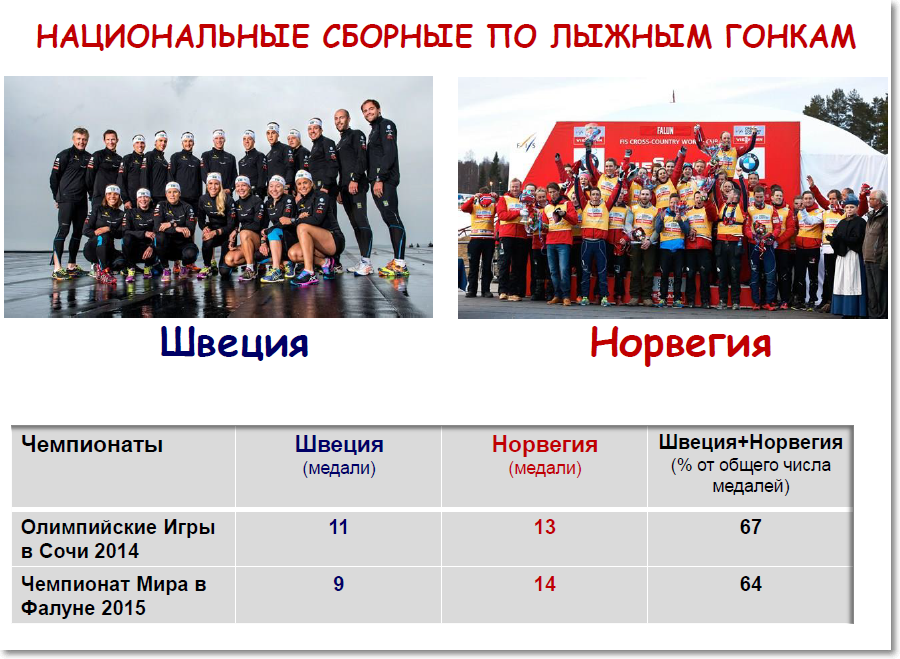 НАЦИОНАЛЬНЫЕ СБОРНЫЕ ПО ЛЫЖНЫМ ГОНКАМ
FALUN
FIS CROSS-COUNTRY WORLD CUP
Швеция
Норвегия
Чемпионаты
Швеция
(медали)
Норвегия
(медали)
Швеция+Норвегия
(% от общего числа
медалей)
Олимпийские Игры
в Сочи 2014
11
13
67
Чемпионат Мира в
Фалуне 2015
9
14
64